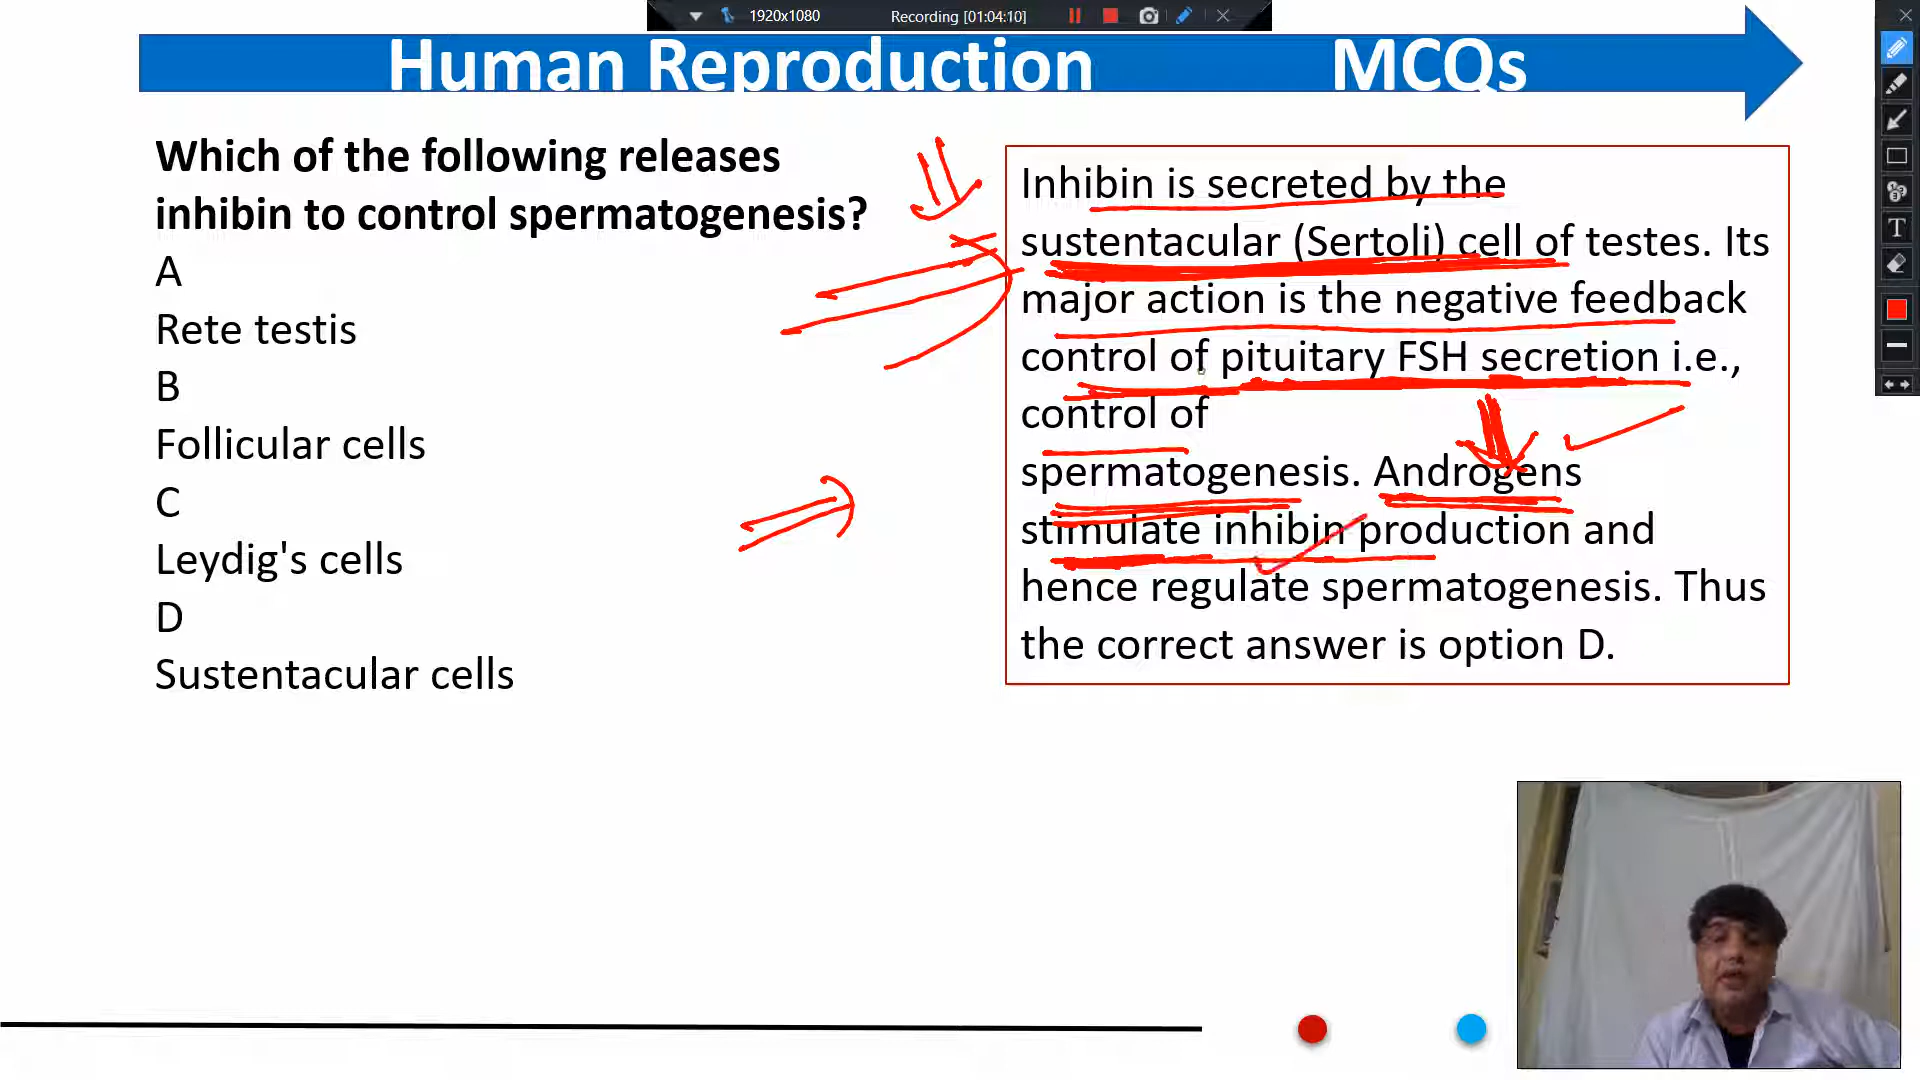 1920x1080
Recording [01:04:10]
Human Reproduction MCQs
Which of the following releases
inhibin to control spermatogenesis?
A
Rete testis
B
Follicular cells
C
Leydig's cells
D
Sustentacular cells
Inhibin is secreted by the
sustentacular (Sertoli) cell of testes. Its
major action is the negative feedback
control of pituitary FSH secretion i.e.,
control of
spermatogenesis. Androgens
stimulate inhibin production and
hence regulate spermatogenesis. Thus
the correct answer is option D.